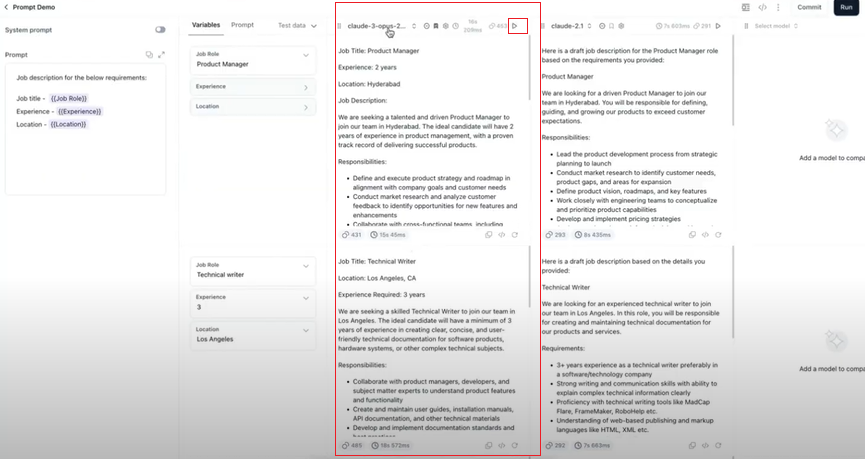 Prompt Demo
Commit
Run
System prompt
Prompt
Job description for the below requirements:
Job title - {{Job Role}}
Experience - {{Experience}}
Location - {{Location}}
Variables
Prompt
Test data
Job Role
Product Manager
Experience
Location
Job Role
Technical writer
Experience
3
Location
Los Angeles
claude-3-opus-2...
16s
209ms
Job Title: Product Manager
Experience: 2 years
Location: Hyderabad
Job Description:
We are seeking a talented and driven Product Manager to
join our team in Hyderabad. The ideal candidate will have 2
years of experience in product management, with a proven
track record of delivering successful products.
Responsibilities:
Define and execute product strategy and roadmap in
alignment with company goals and customer needs
Conduct market research and analyze customer
feedback to identify opportunities for new features and
enhancements
Collaborate with cross-functional teams, including
431
15s 45ms
Job Title: Technical Writer
Location: Los Angeles, CA
Experience Required: 3 years
We are seeking a skilled Technical Writer to join our team in
Los Angeles. The ideal candidate will have a minimum of 3
years of experience in creating clear, concise, and user-
friendly technical documentation for software products,
hardware systems, or other complex technical subjects.
Responsibilities:
Collaborate with product managers, developers, and
subject matter experts to understand product features
and functionality
Create and maintain user guides, installation manuals,
API documentation, and other technical materials
Develop and implement documentation standards and
best practices
465
18s 572ms
claude-2.1
7s 603ms
291
Here is a draft job description for the Product Manager role
based on the requirements you provided:
Product Manager
We are looking for a driven Product Manager to join our
team in Hyderabad. You will be responsible for defining,
guiding, and growing our products to exceed customer
expectations.
Responsibilities:
Lead the product development process from strategic
planning to launch
Conduct market research to identify customer needs,
product gaps, and areas for expansion
Define product vision, roadmaps, and key features
Work closely with engineering teams to conceptualize
and prioritize product capabilities
Develop and implement pricing strategies
293
8s 435ms
Here is a draft job description based on the details you
provided:
Technical Writer
We are looking for an experienced technical writer to join
our team in Los Angeles. In this role, you will be responsible
for creating and maintaining technical documentation for
our products and services.
Requirements:
3+ years experience as a technical writer preferably in
a software/technology company
Strong writing and communication skills with ability to
explain complex technical information clearly
Proficiency with technical writing tools like MadCap
Flare, FrameMaker, RoboHelp etc.
Understanding of web-based publishing and markup
languages like HTML, XML etc.
292
7s 663ms
Select model
Add a model to compa
Add a model to compa